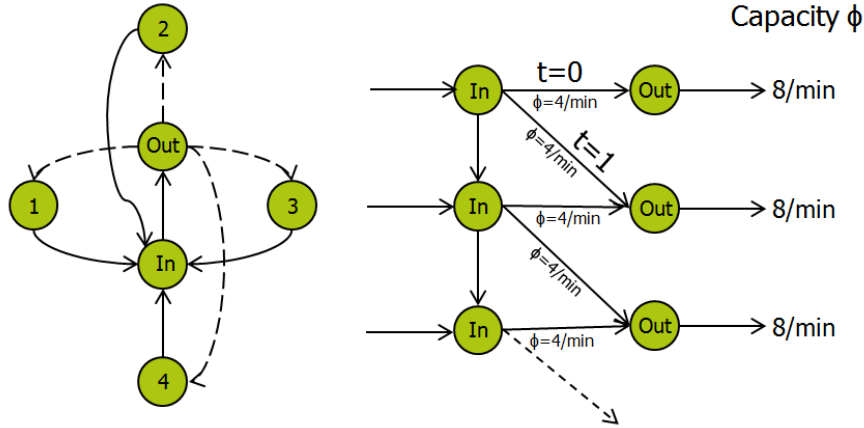 2
Out
1
3
In
4
Capacity ϕ
t=0
In
ϕ=4/min
Out
8/min
t=1
ϕ=4/min
In
ϕ=4/min
Out
8/min
ϕ=4/min
In
ϕ=4/min
Out
8/min